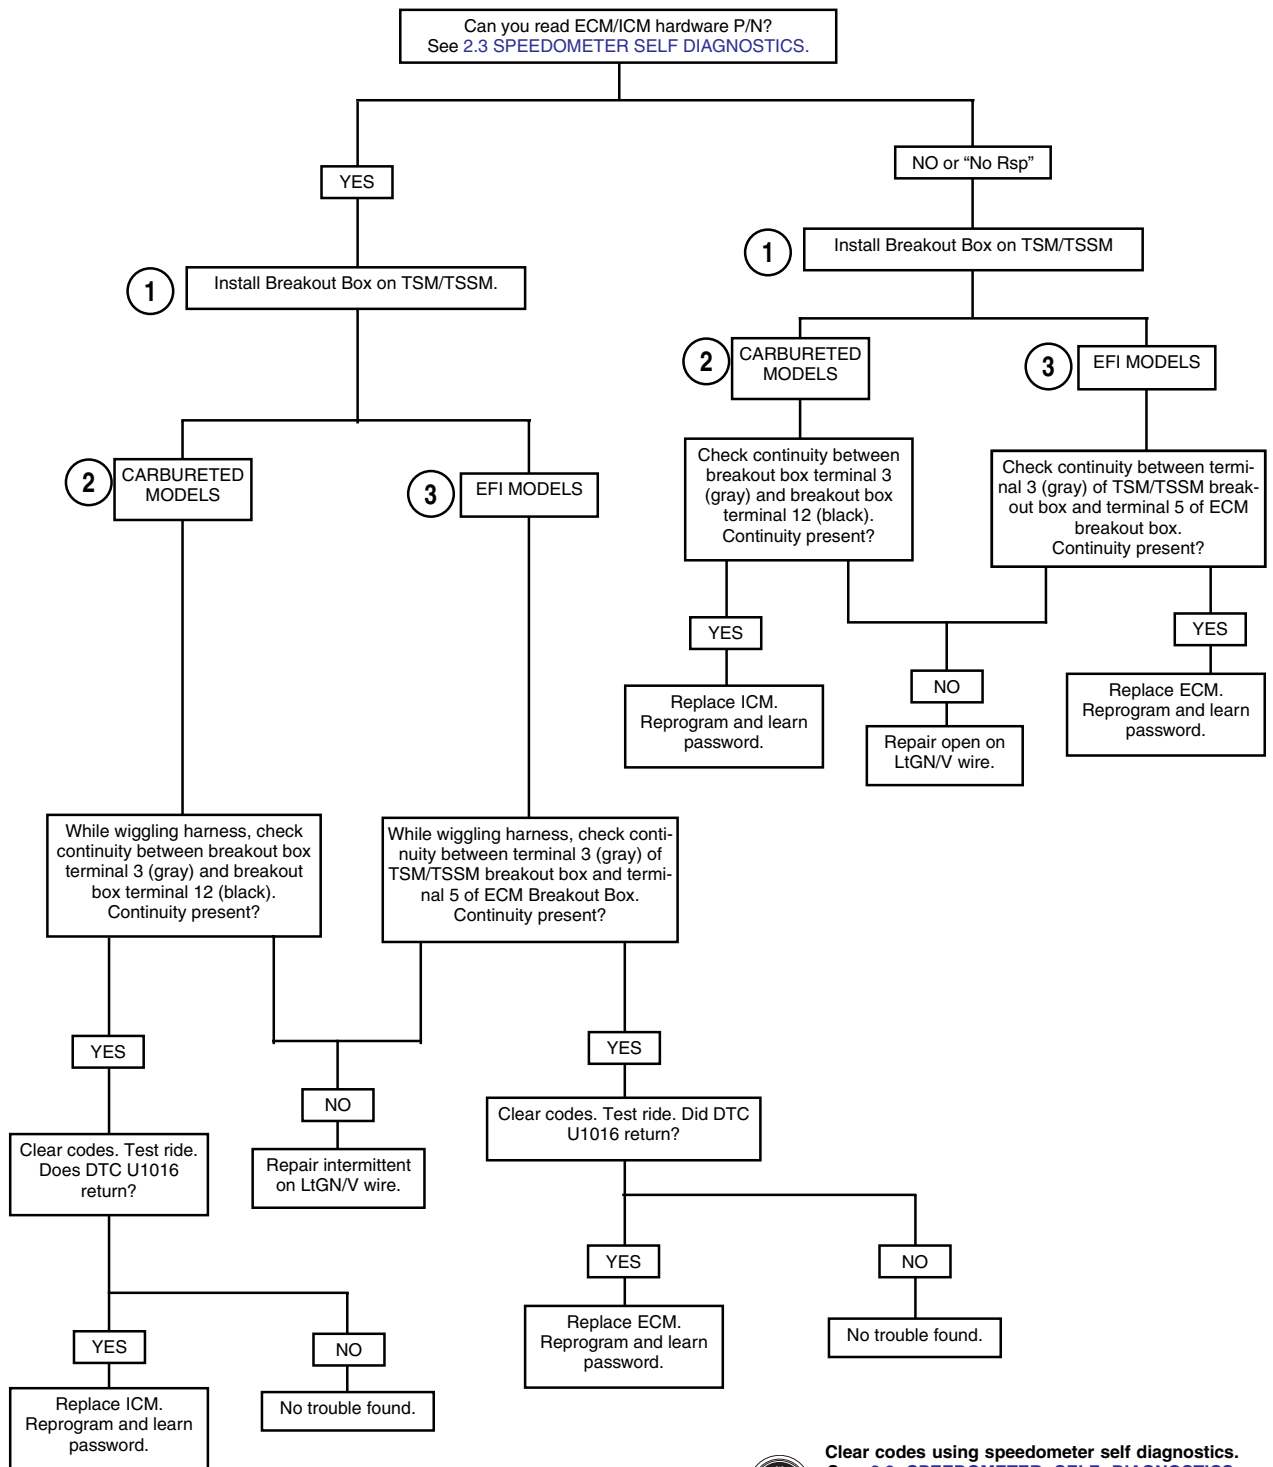 Can you read ECM/ICM hardware P/N?
See 2.3 SPEEDOMETER SELF DIAGNOSTICS.
YES
NO or “No Rsp”
1
Install Breakout Box on TSM/TSSM.
1
Install Breakout Box on TSM/TSSM
2
CARBURETED
MODELS
3
EFI MODELS
2
CARBURETED
MODELS
3
EFI MODELS
Check continuity between
breakout box terminal 3
(gray) and breakout box
terminal 12 (black).
Continuity present?
Check continuity between termi-
nal 3 (gray) of TSM/TSSM break-
out box and terminal 5 of ECM
breakout box.
Continuity present?
YES
NO
YES
Replace ICM.
Reprogram and learn
password.
Repair open on
LtGN/V wire.
Replace ECM.
Reprogram and learn
password.
While wiggling harness, check
continuity between breakout box
terminal 3 (gray) and breakout
box terminal 12 (black).
Continuity present?
While wiggling harness, check conti-
nuity between terminal 3 (gray) of
TSM/TSSM breakout box and termi-
nal 5 of ECM Breakout Box.
Continuity present?
YES
NO
YES
Clear codes. Test ride.
Does DTC U1016
return?
Repair intermittent
on LtGN/V wire.
Clear codes. Test ride. Did DTC
U1016 return?
YES
NO
YES
NO
Replace ICM.
Reprogram and learn
password.
No trouble found.
Replace ECM.
Reprogram and learn
password.
No trouble found.
Clear codes using speedometer self diagnostics.